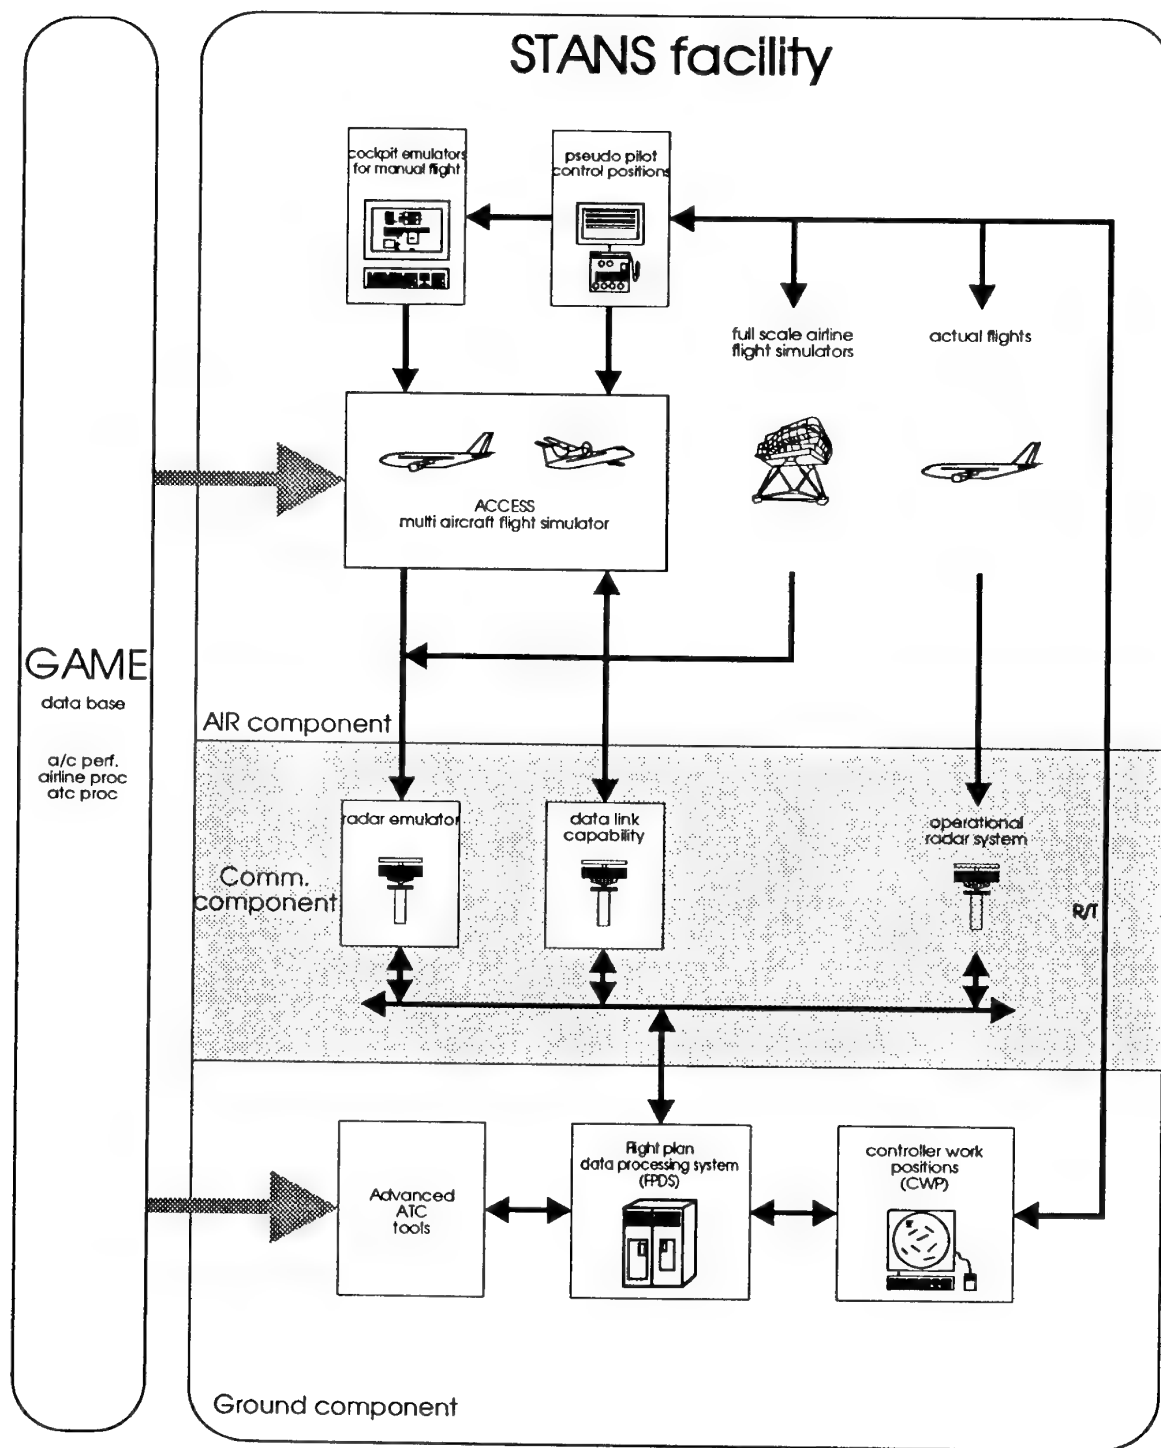 STANS facility
cockpit emulators
for manual flight
pseudo pilot
control positions
full scale airline
flight simulators
actual flights
ACCESS
multi aircraft flight simulator
GAME
data base
a/c perf.
airline proc
atc proc
AIR component
radar emulator
data link
capability
operational
radar system
Comm.
component
R/T
Flight plan
data processing system
(FPDS)
controller work
positions
(CWP)
Advanced
ATC
tools
Ground component